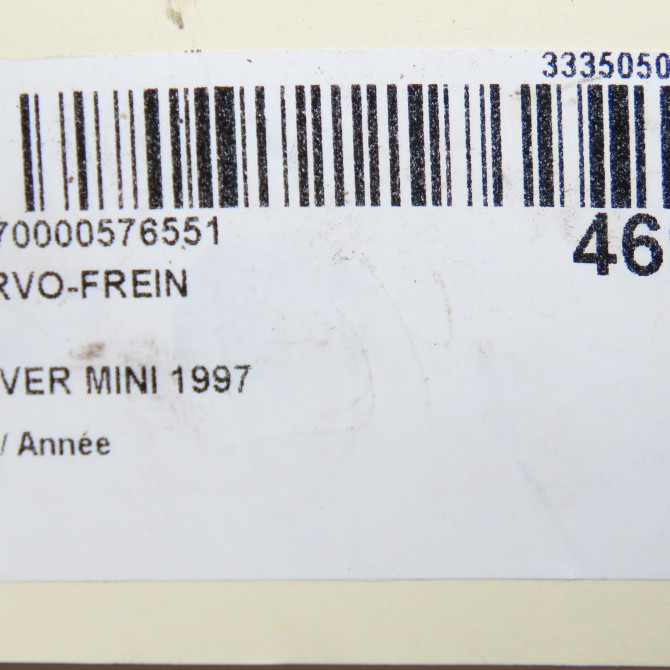 3335050
70000576551
46
RVO-FREIN
VER MINI 1997
/ Année